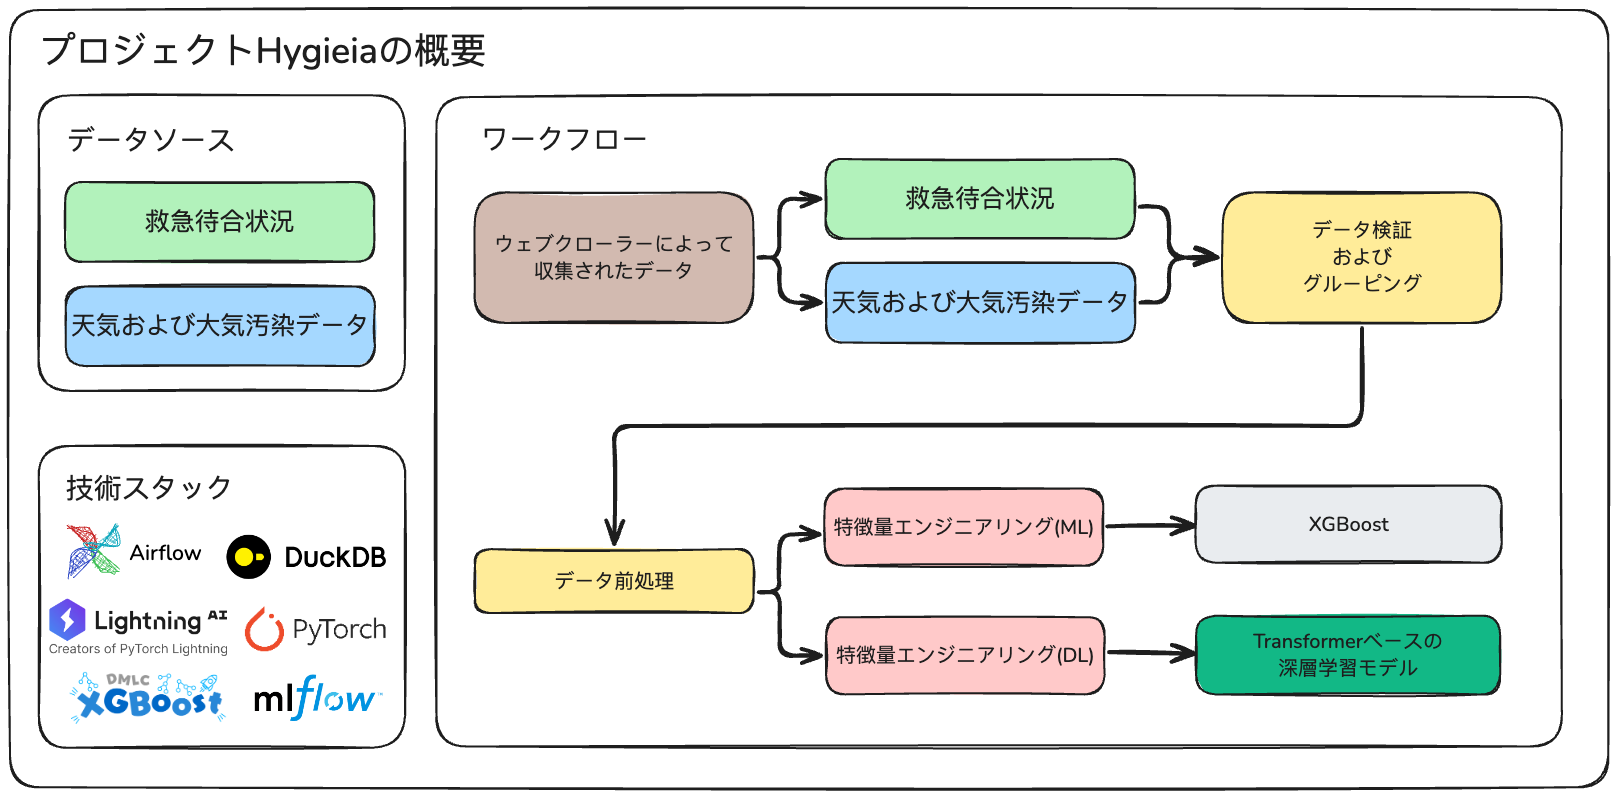 プロジェクトHygieiaの概要
データソース
救急待合状況
天気および大気汚染データ
技術スタック
Airflow
DuckDB
Lightning AI
Creators of PyTorch Lightning
PyTorch
DMLC
XGBoost
mlflow™
ワークフロー
ウェブクローラーによって
収集されたデータ
救急待合状況
天気および大気汚染データ
データ検証
および
グルーピング
データ前処理
特徴量エンジニアリング(ML)
XGBoost
特徴量エンジニアリング(DL)
Transformerベースの
深層学習モデル